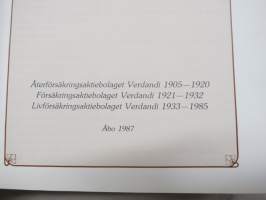 Återförsäkringsaktiebolaget Verdandi 1905—1920
Försäkringsaktiebolaget Verdandi 1921—1932
Livförsäkringsaktiebolaget Verdandi 1933—1985
Åbo 1987